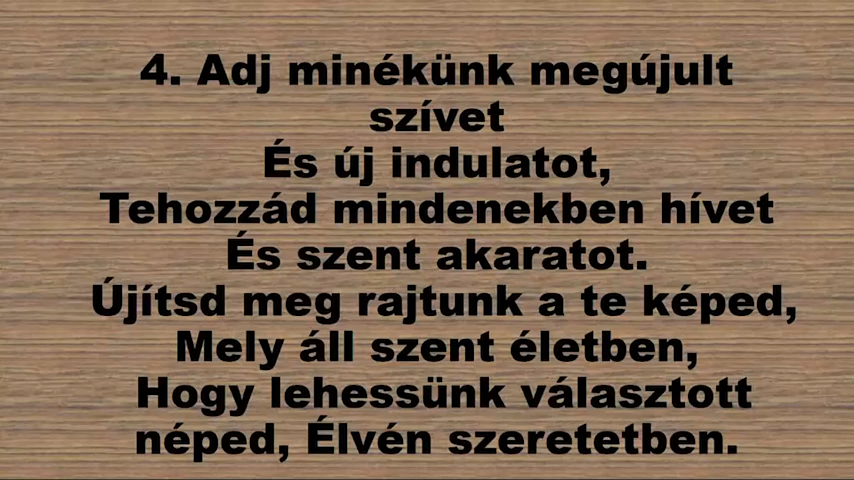 4. Adj minékünk megújult
szívet
És új indulatot,
Tehozzád mindenekben hívet
És szent akaratot.
Újítsd meg rajtunk a te képed,
Mely áll szent életben,
Hogy lehessünk választott
néped, Élvén szeretetben.